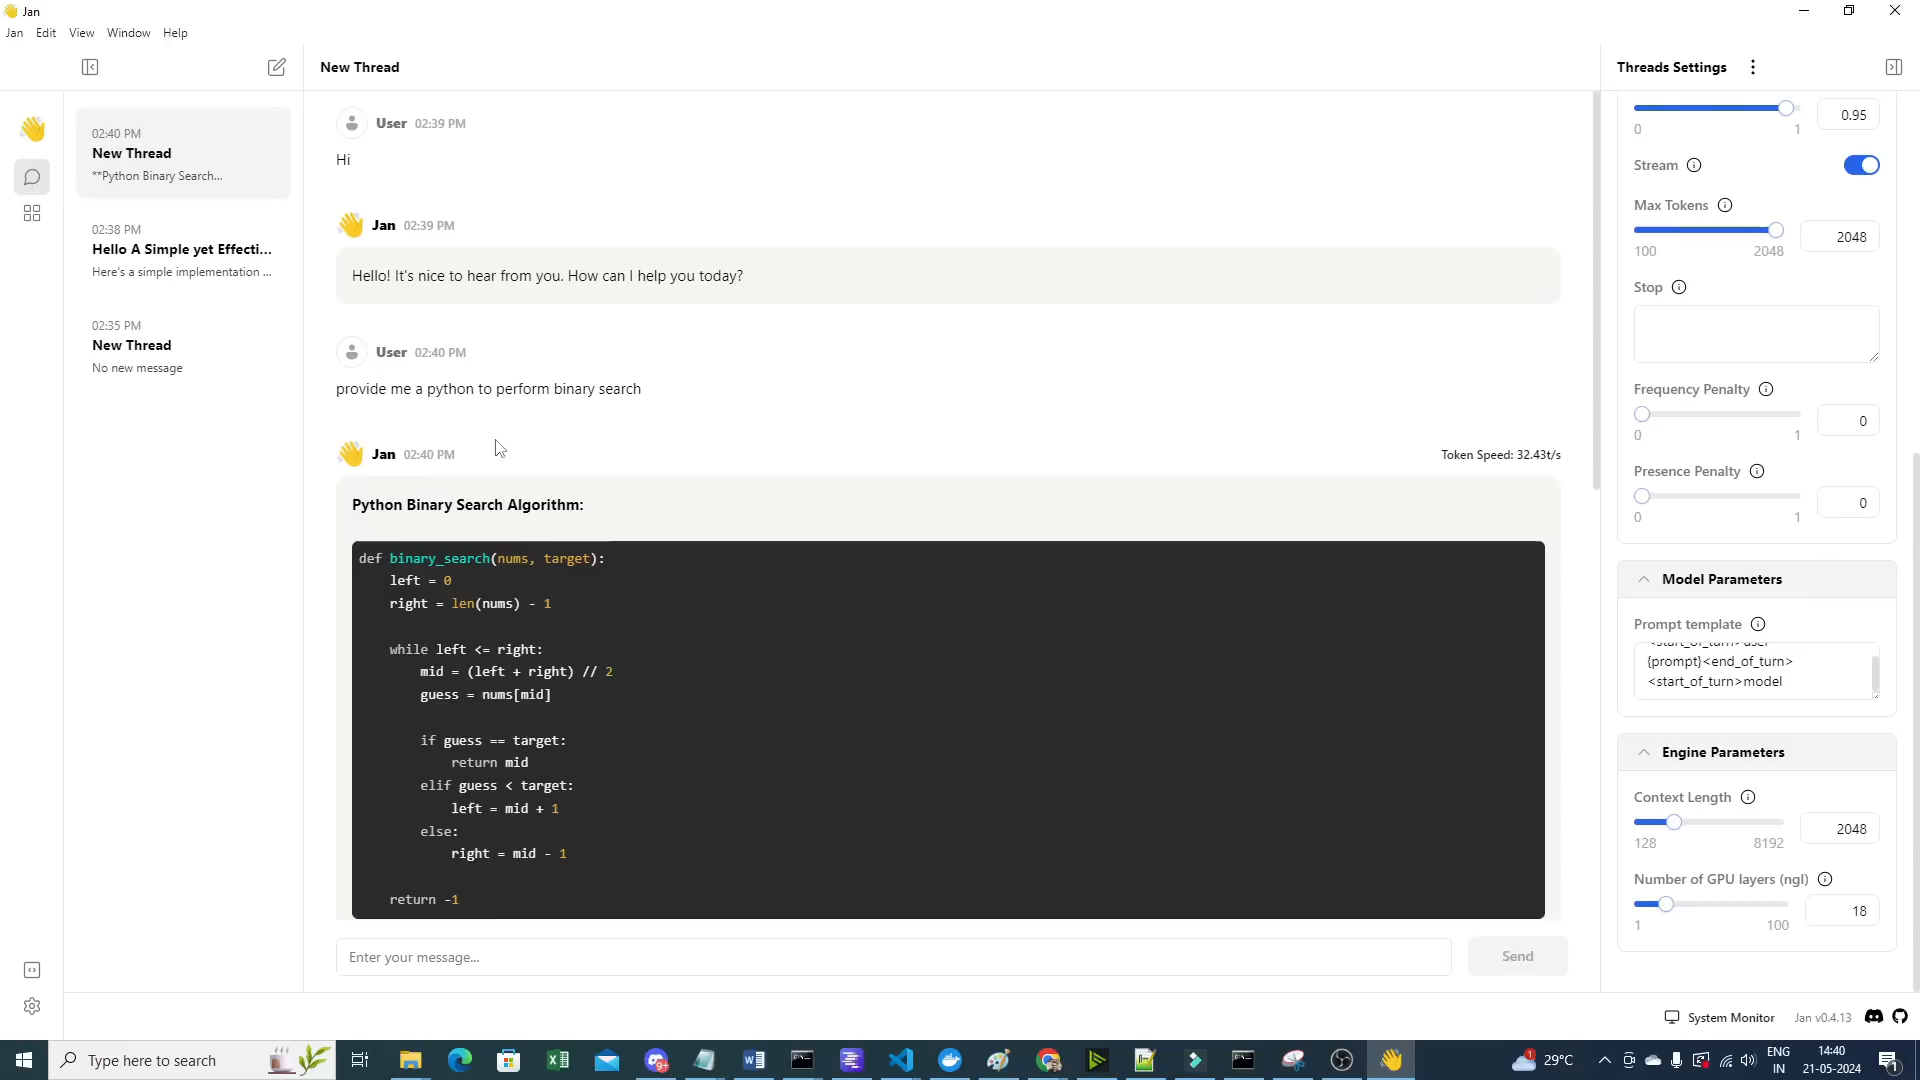 Jan
Jan Edit View Window Help
New Thread
Threads Settings
02:40 PM
New Thread
**Python Binary Search...
02:38 PM
Hello A Simple yet Effecti...
Here's a simple implementation ...
02:35 PM
New Thread
No new message
User 02:39 PM
Hi
Jan 02:39 PM
Hello! It's nice to hear from you. How can I help you today?
User 02:40 PM
provide me a python to perform binary search
Jan 02:40 PM
Token Speed: 32.43t/s
Python Binary Search Algorithm:
def binary_search(nums, target):
left = 0
right = len(nums) - 1
while left <= right:
mid = (left + right) // 2
guess = nums[mid]
if guess == target:
return mid
elif guess < target:
left = mid + 1
else:
right = mid - 1
return -1
Enter your message...
Send
0.95
0 1
Stream
Max Tokens
2048
100 2048
Stop
Frequency Penalty
0
0 1
Presence Penalty
0
0 1
Model Parameters
Prompt template
<start_of_turn>user
{prompt}<end_of_turn>
<start_of_turn>model
Engine Parameters
Context Length
2048
128 8192
Number of GPU layers (ngl)
18
1 100
System Monitor Jan v0.4.13
Type here to search
9+
1
29°C
ENG
IN
14:40
21-05-2024
1